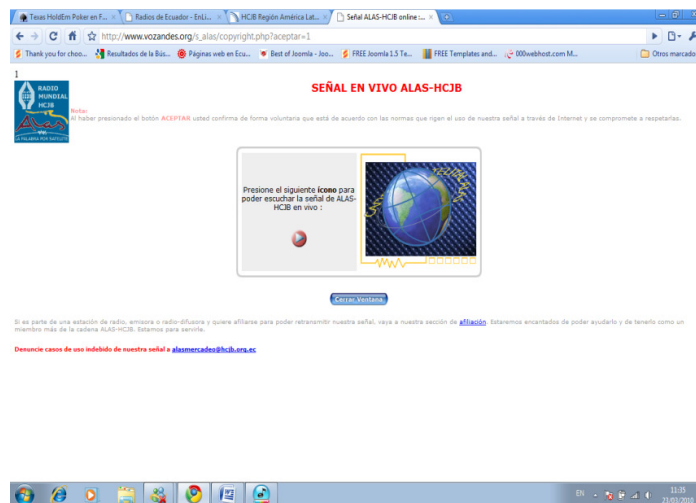 Texas HoldEm Poker en F...
Radios de Ecuador - EnLi...
HCJB Región América Lat...
Señal ALAS-HCJB online :...
http://www.vozandes.org/s_alas/copyright.php?aceptar=1
Thank you for choo...
Resultados de la Bús...
Páginas web en Ecu...
Best of Joomla - Joo...
FREE Joomla 1.5 Te...
FREE Templates and...
000webhost.com M...
Otros marcado
1
RADIO
MUNDIAL
HCJB
Alas
LA PALABRA POR SATELITE
SEÑAL EN VIVO ALAS-HCJB
Nota:
Al haber presionado el botón ACEPTAR usted confirma de forma voluntaria que está de acuerdo con las normas que rigen el uso de nuestra señal a través de Internet y se compromete a respetarlas.
Presione el siguiente ícono para
poder escuchar la señal de ALAS-
HCJB en vivo :
Cerrar Ventana
Si es parte de una estación de radio, emisora o radio-difusora y quiere afiliarse para poder retransmitir nuestra señal, vaya a nuestra sección de afiliación. Estaremos encantados de poder ayudarlo y de tenerlo como un
miembro más de la cadena ALAS-HCJB. Estamos para servirle.
Denuncie casos de uso indebido de nuestra señal a alasmercadeo@hcjb.org.ec
EN
11:35
21/01/2010